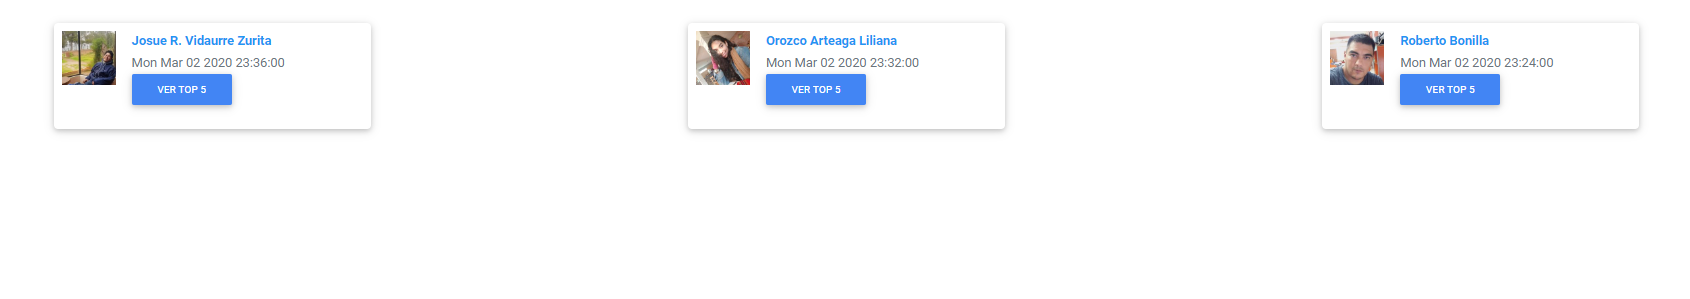 Josue R. Vidaurre Zurita
Mon Mar 02 2020 23:36:00
VER TOP 5
Orozco Arteaga Liliana
Mon Mar 02 2020 23:32:00
VER TOP 5
Roberto Bonilla
Mon Mar 02 2020 23:24:00
VER TOP 5